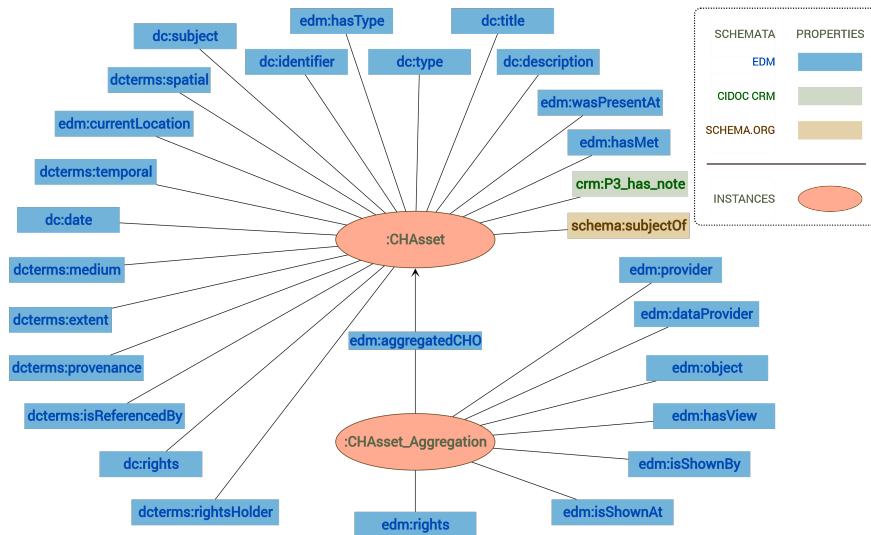 edm:hasType
dc:title
dc:subject
dc:identifier
dc:type
dc:description
dcterms:spatial
edm:wasPresentAt
edm:currentLocation
edm:hasMet
dcterms:temporal
crm:P3_has_note
dc:date
schema:subjectOf
:CHAsset
dcterms:medium
edm:provider
dcterms:extent
edm:dataProvider
edm:aggregatedCHO
dcterms:provenance
edm:object
dcterms:isReferencedBy
edm:hasView
:CHAsset_Aggregation
dc:rights
edm:isShownBy
dcterms:rightsHolder
edm:isShownAt
edm:rights
SCHEMATA PROPERTIES
EDM
CIDOC CRM
SCHEMA.ORG
INSTANCES